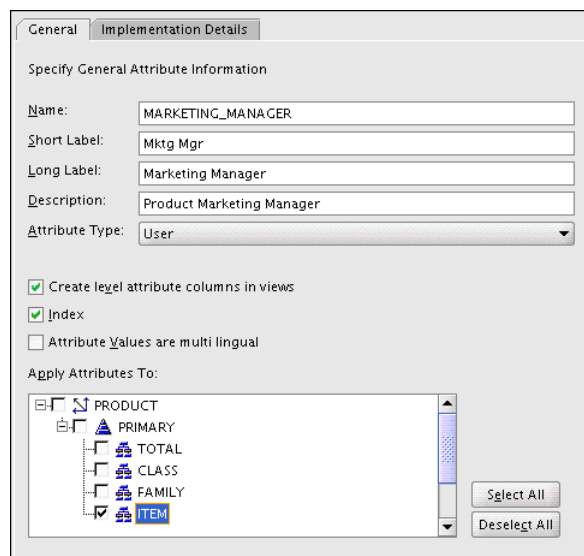 General
Implementation Details
Specify General Attribute Information
Name: MARKETING_MANAGER
Short Label: Mktg Mgr
Long Label: Marketing Manager
Description: Product Marketing Manager
Attribute Type: User
Create level attribute columns in views
Index
Attribute Values are multi lingual
Apply Attributes To:
PRODUCT
PRIMARY
TOTAL
CLASS
FAMILY
ITEM
Select All
Deselect All